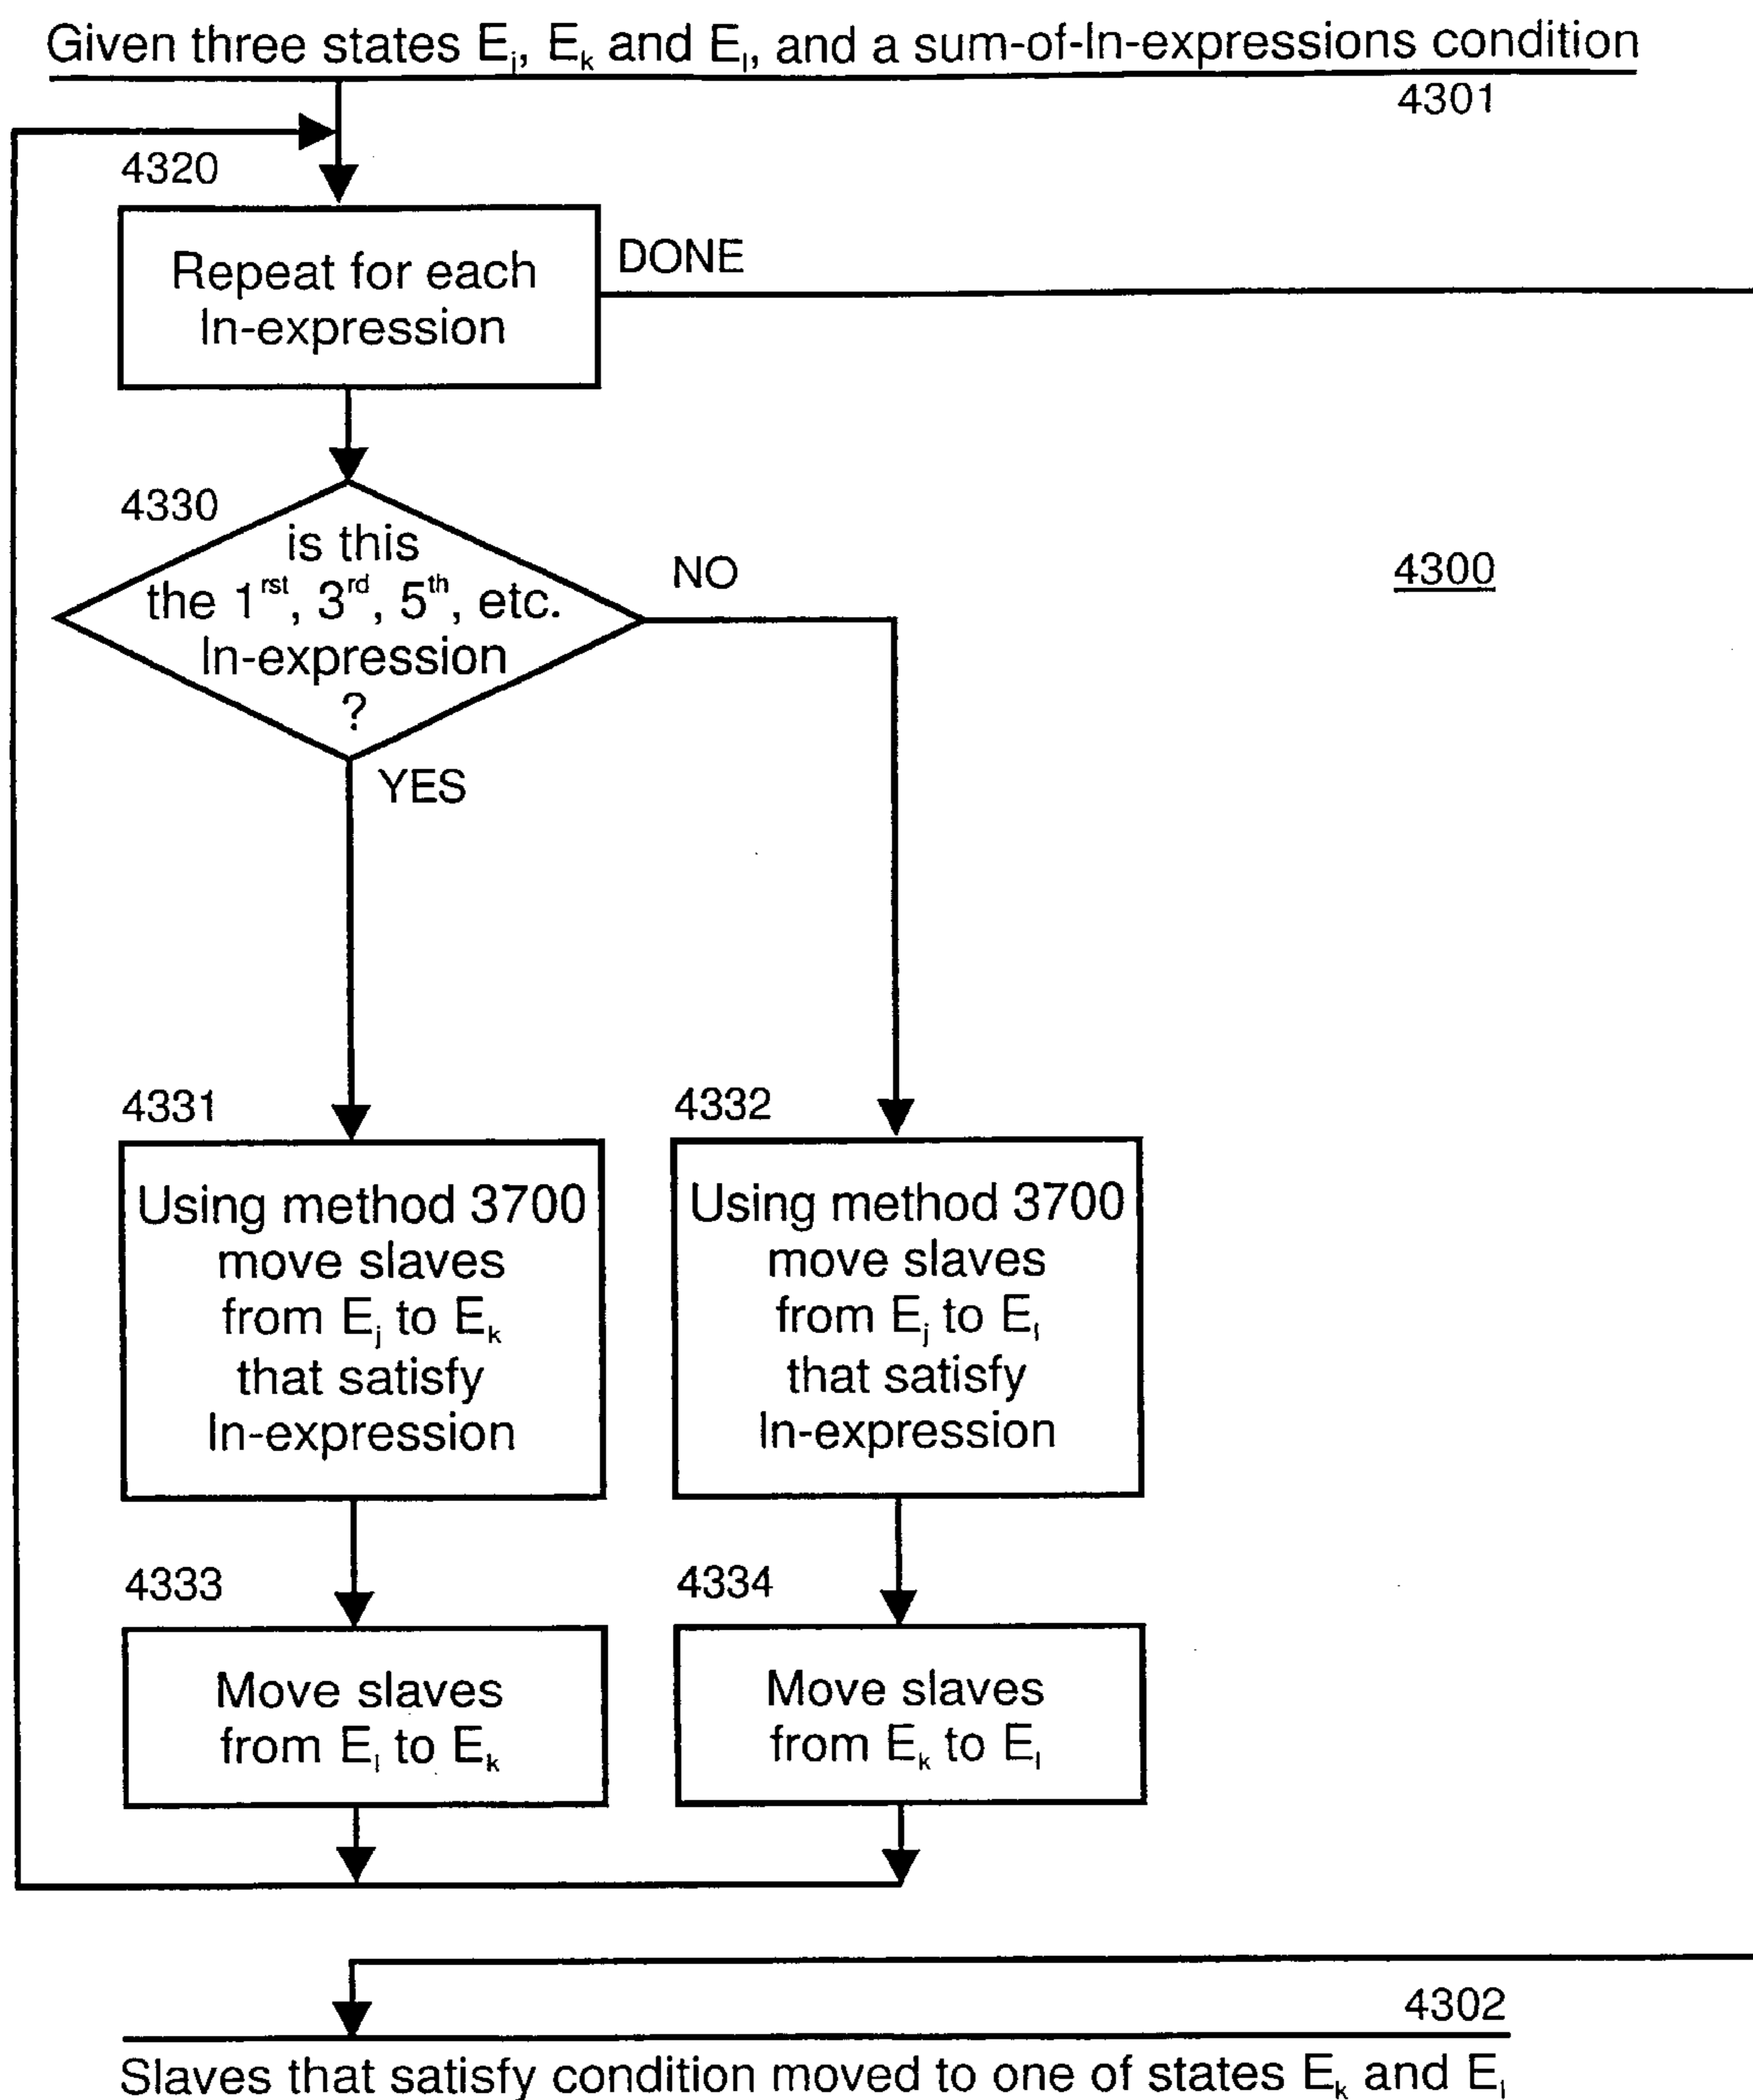 Given three states Ej, Ek and El, and a sum-of-In-expressions condition
4301
4320
Repeat for each
In-expression
DONE
4330
is this
the 1rst, 3rd, 5th, etc.
In-expression
?
NO
YES
4300
4331
Using method 3700
move slaves
from Ej to Ek
that satisfy
In-expression
4332
Using method 3700
move slaves
from Ej to El
that satisfy
In-expression
4333
Move slaves
from El to Ek
4334
Move slaves
from Ek to El
4302
Slaves that satisfy condition moved to one of states Ek and El